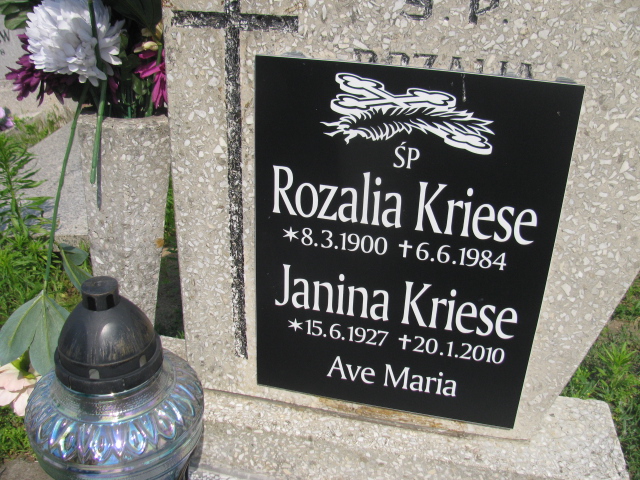 Ś.P.
ROZALIA
ŚP
Rozalia Kriese
*8.3.1900 †6.6.1984
Janina Kriese
*15.6.1927 †20.1.2010
Ave Maria